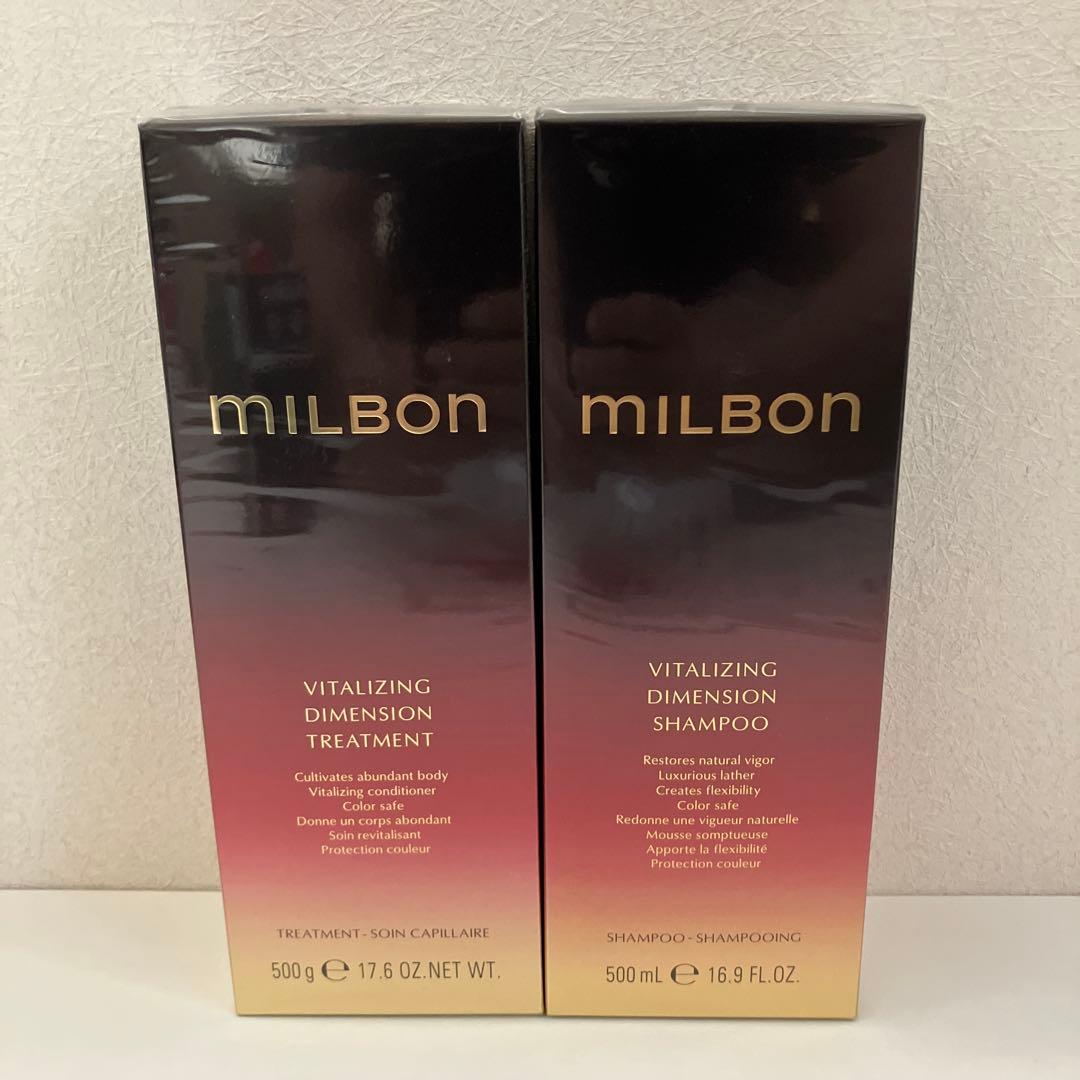 mILBOn
VITALIZING
DIMENSION
TREATMENT
Cultivates abundant body
Vitalizing conditioner
Color safe
Donne un corps abondant
Soin revitalisant
Protection couleur
TREATMENT-SOIN CAPILLAIRE
500 g ℮ 17.6 OZ.NET WT.
mILBOn
VITALIZING
DIMENSION
SHAMPOO
Restores natural vigor
Luxurious lather
Creates flexibility
Color safe
Redonne une vigueur naturelle
Mousse somptueuse
Apporte la flexibilité
Protection couleur
SHAMPOO-SHAMPOOING
500 mL ℮ 16.9 FL.OZ.